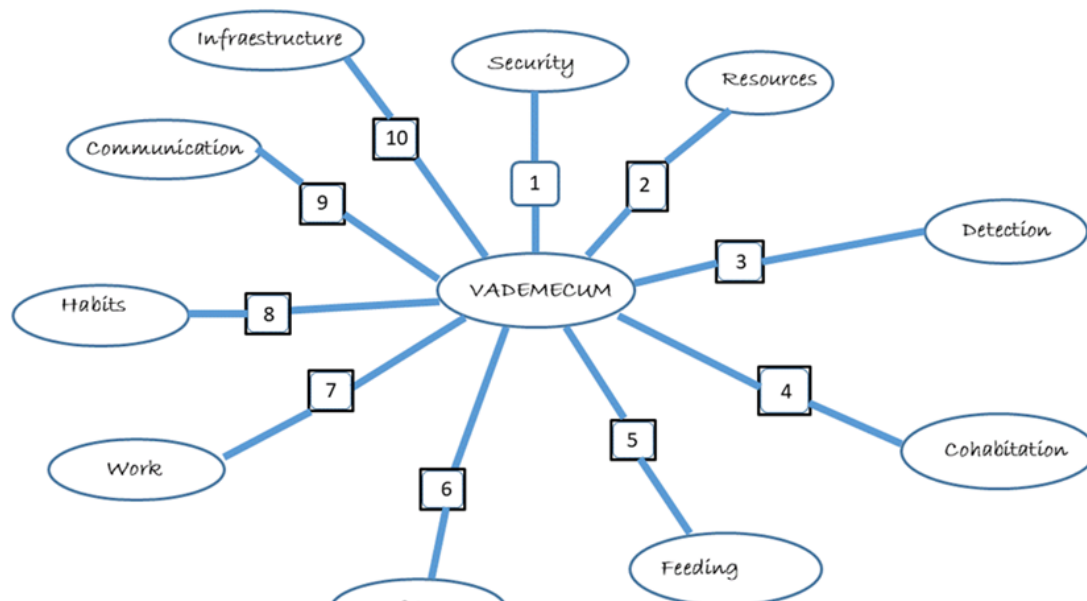 Infraestructure
Security
Resources
10
Communication
1
2
9
Detection
3
VADEMECUM
Habits
8
7
4
5
Cohabitation
Work
6
Feeding